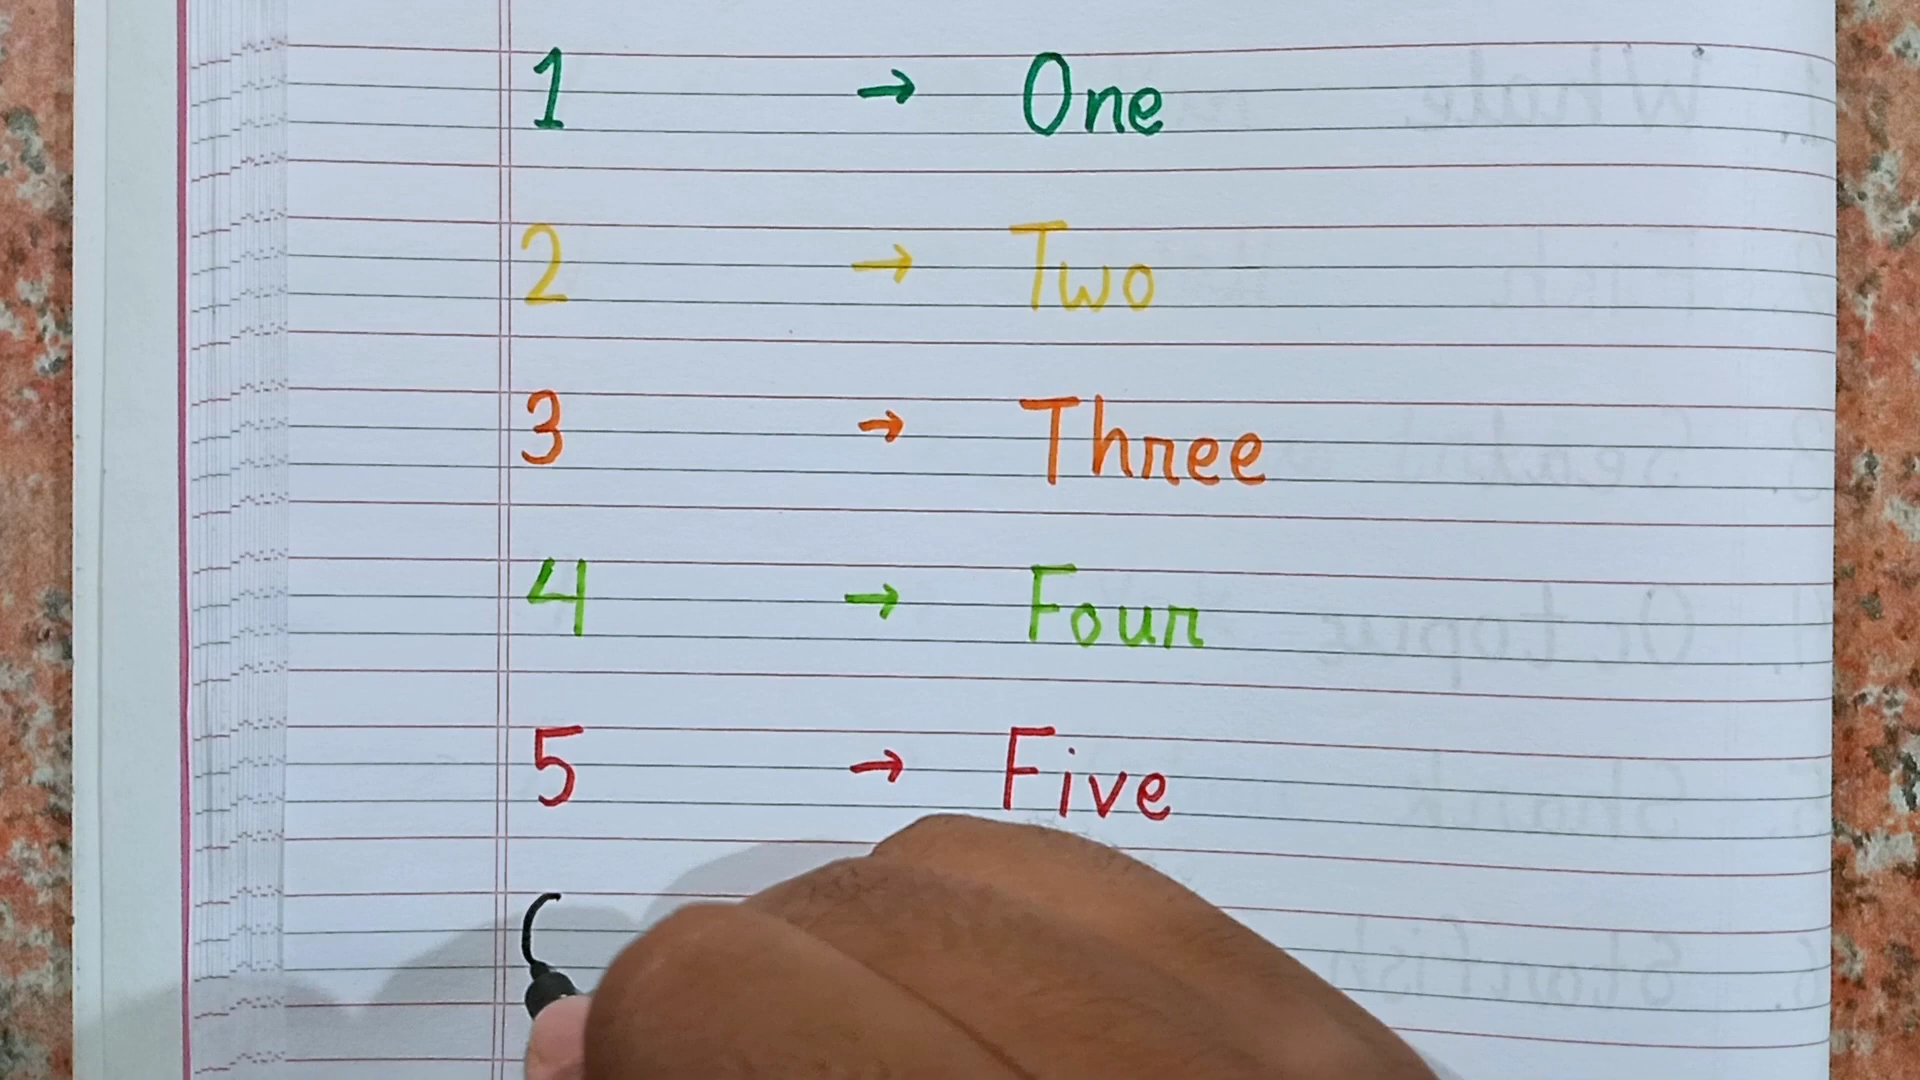 1 → One
2 → Two
3 → Three
4 → Four
5 → Five